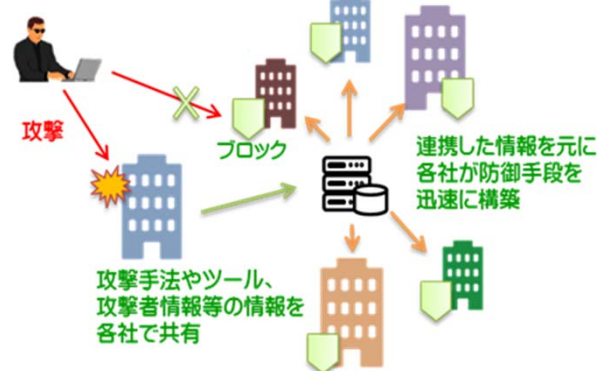 攻撃
ブロック
連携した情報を元に
各社が防御手段を
迅速に構築
攻撃手法やツール、
攻撃者情報等の情報を
各社で共有